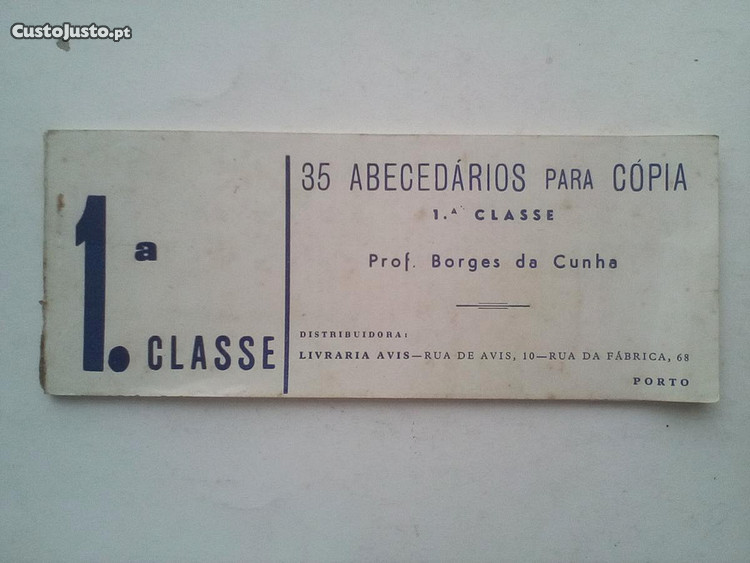 CustoJusto.pt
1.ª CLASSE
35 ABECEDÁRIOS PARA CÓPIA
1.ª CLASSE
Prof. Borges da Cunha
DISTRIBUIDORA:
LIVRARIA AVIS—RUA DE AVIS, 10—RUA DA FÁBRICA, 68
PORTO